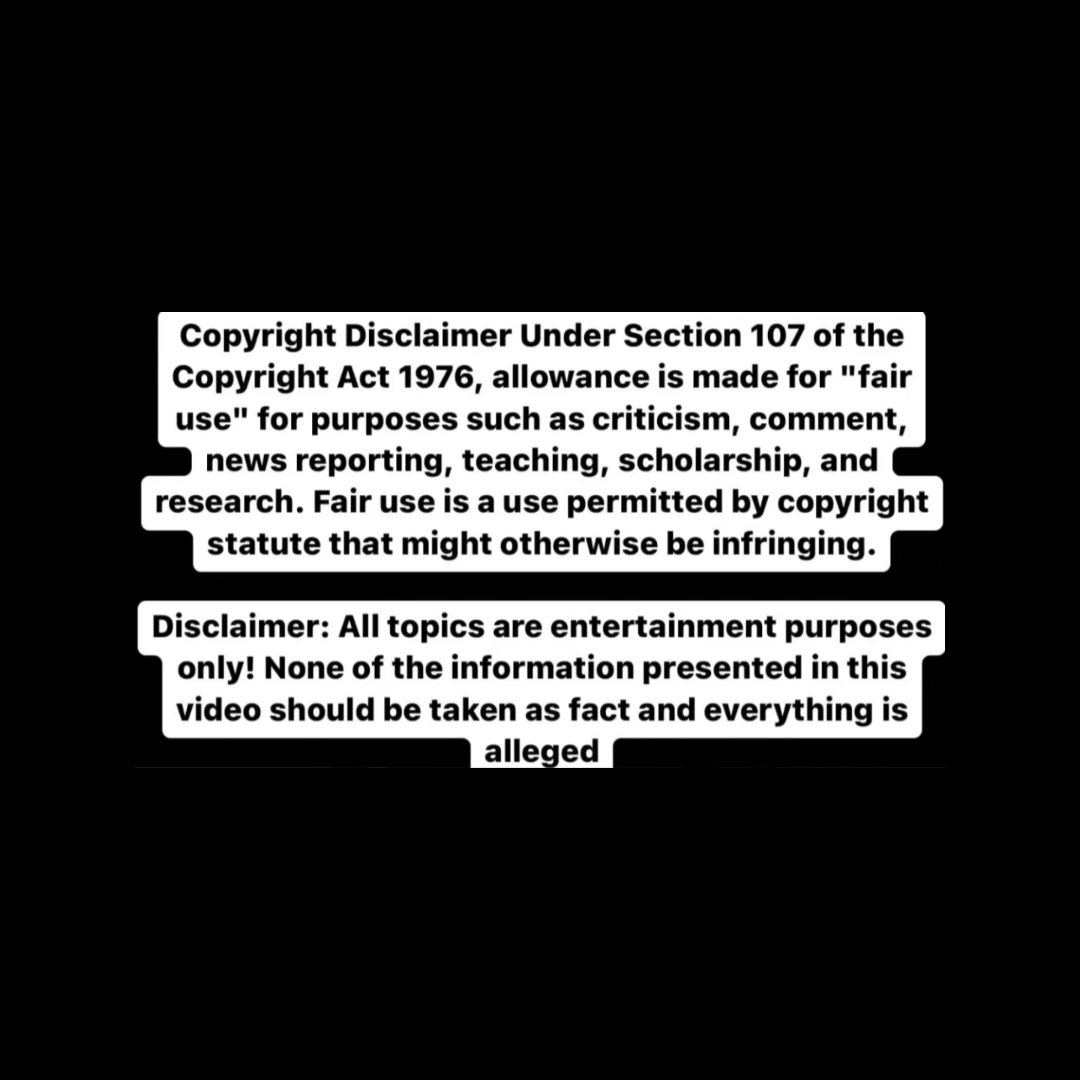 Copyright Disclaimer Under Section 107 of the
Copyright Act 1976, allowance is made for "fair
use" for purposes such as criticism, comment,
news reporting, teaching, scholarship, and
research. Fair use is a use permitted by copyright
statute that might otherwise be infringing.
Disclaimer: All topics are entertainment purposes
only! None of the information presented in this
video should be taken as fact and everything is
alleged